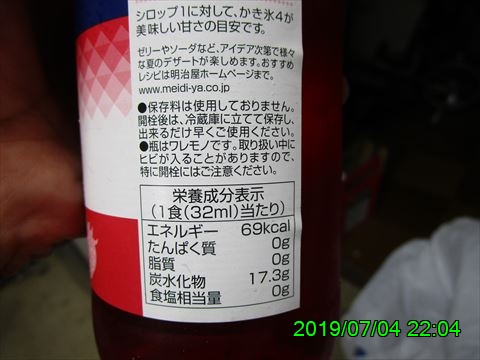 シロップ1に対して、かき氷4が
美味しい甘さの目安です。
ゼリーやソーダなど、アイデア次第で様々
な夏のデザートが楽しめます。おすすめ
レシピは明治屋ホームページまで。
www.meidi-ya.co.jp
●保存料は使用しておりません。
開栓後は、冷蔵庫に立てて保存し、
出来るだけ早くご使用ください。
●瓶はワレモノです。取り扱い中に
ヒビが入ることがありますので、
特に開栓にはご注意ください。
栄養成分表示
(1食(32ml)当たり)
エネルギー 69kcal
たんぱく質 0g
脂質 0g
炭水化物 17.3g
食塩相当量 0g
2019/07/04 22:04